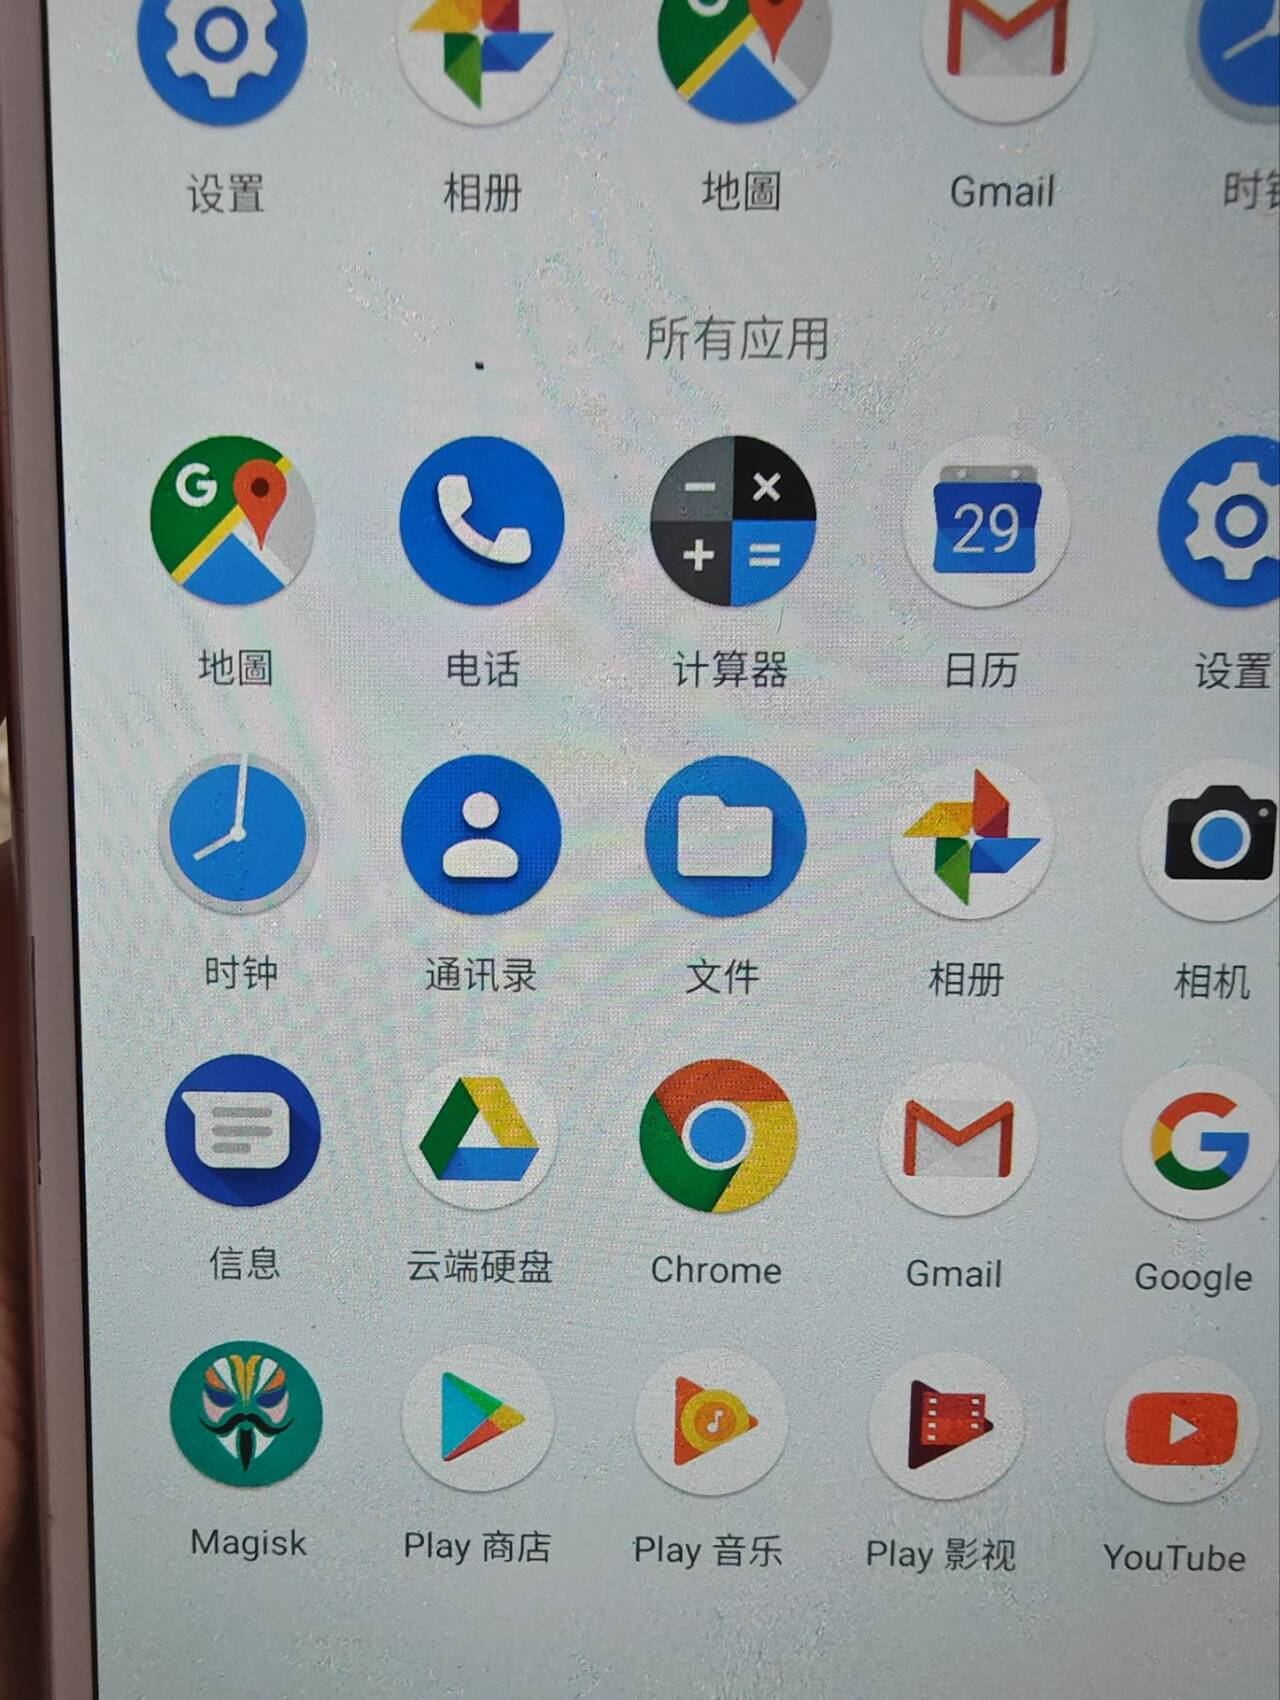 设置 相册 地圖 Gmail 时钟
所有应用
G
29
地圖 电话 计算器 日历 设置
时钟 通讯录 文件 相册 相机
信息 云端硬盘 Chrome Gmail Google
Magisk Play 商店 Play 音乐 Play 影视 YouTube